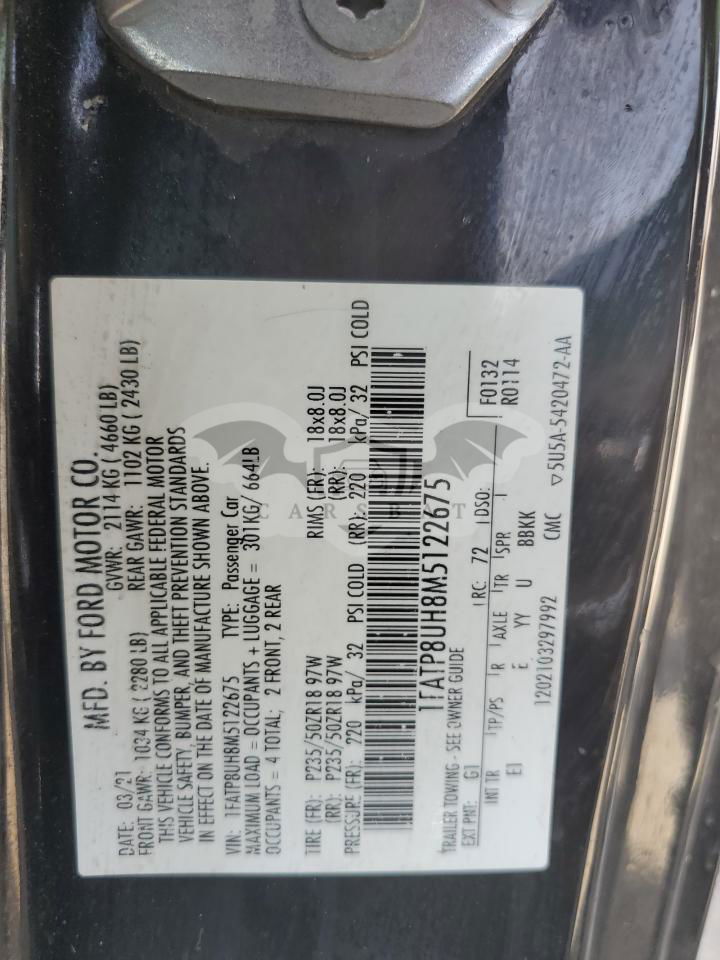 MFD. BY FORD MOTOR CO.
DATE: 03/21 GVWR: 2114 KG ( 4660 LB)
FRONT GAWR: 1034 KG (2280 LB) REAR GAWR: 1102 KG ( 2430 LB)
THIS VEHICLE CONFORMS TO ALL APPLICABLE FEDERAL MOTOR
VEHICLE SAFETY, BUMPER, AND THEFT PREVENTION STANDARDS
IN EFFECT ON THE DATE OF MANUFACTURE SHOWN ABOVE.
VIN: 1FATP8UH8M5122675 TYPE: Passenger Car
MAXIMUM LOAD = OCCUPANTS + LUGGAGE = 301 KG/ 664LB
OCCUPANTS = 4 TOTAL; 2 FRONT, 2 REAR
TIRE (FR): P235/50ZR18 97W RIMS (FR): 18x8.0J
(RR): P235/50ZR18 97W (RR): 18x8.0J
PRESSURE (FR): 220 kPa/ 32 PSI COLD (RR): 220 kPa/ 32 PSI COLD
CARSBAT
1FATP8UH8M5122675
TRAILER TOWING - SEE OWNER GUIDE
EXT PNT: G1 RC: 72 DSO: F0132
R0114
INT TR TP/PS R AXLE TR SPR
EI E YY U 8BKK
1202103297992 CMC ▽5U5A-5420472-AA